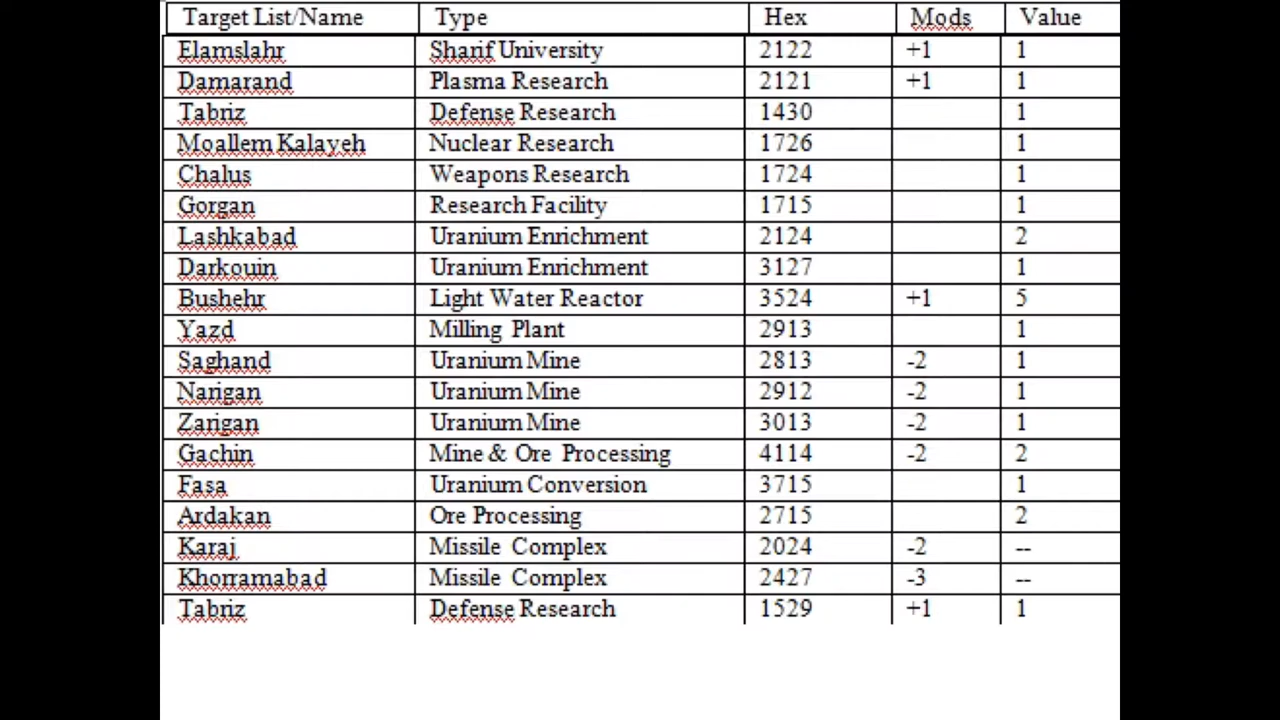 Target List/Name Type Hex Mods Value
Elamslahr Sharif University 2122 +1 1
Damarand Plasma Research 2121 +1 1
Tabriz Defense Research 1430 1
Moallem Kalayeh Nuclear Research 1726 1
Chalus Weapons Research 1724 1
Gorgan Research Facility 1715 1
Lashkabad Uranium Enrichment 2124 2
Darkouin Uranium Enrichment 3127 1
Bushehr Light Water Reactor 3524 +1 5
Yazd Milling Plant 2913 1
Saghand Uranium Mine 2813 -2 1
Narigan Uranium Mine 2912 -2 1
Zarigan Uranium Mine 3013 -2 1
Gachin Mine & Ore Processing 4114 -2 2
Fasa Uranium Conversion 3715 1
Ardakan Ore Processing 2715 2
Karaj Missile Complex 2024 -2 --
Khorramabad Missile Complex 2427 -3 --
Tabriz Defense Research 1529 +1 1